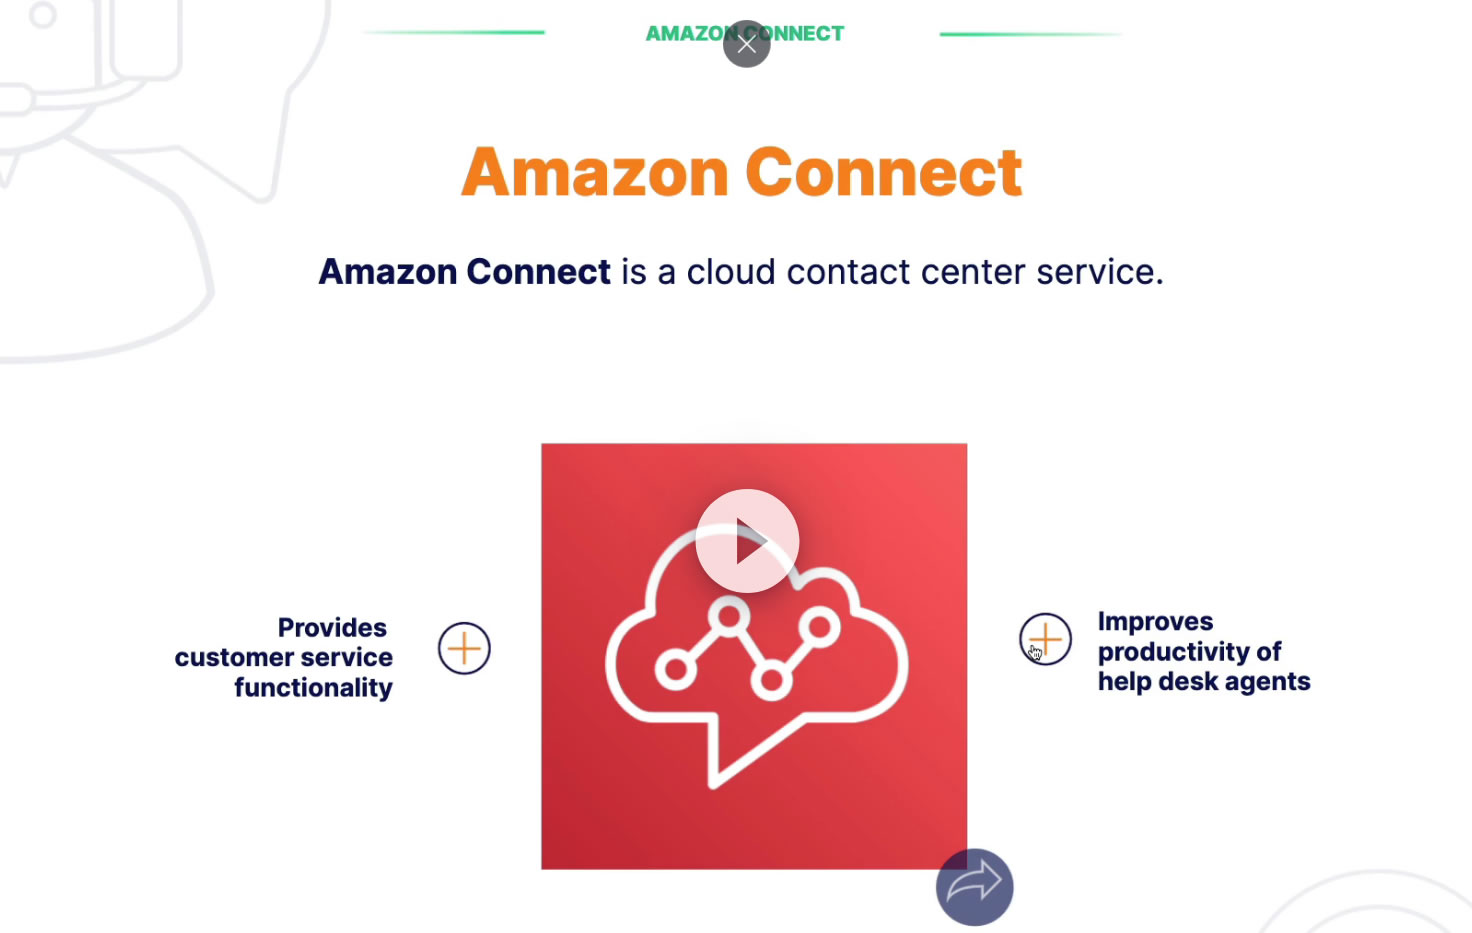 AMAZON CONNECT
Amazon Connect
Amazon Connect is a cloud contact center service.
Provides
customer service
functionality
Improves
productivity of
help desk agents